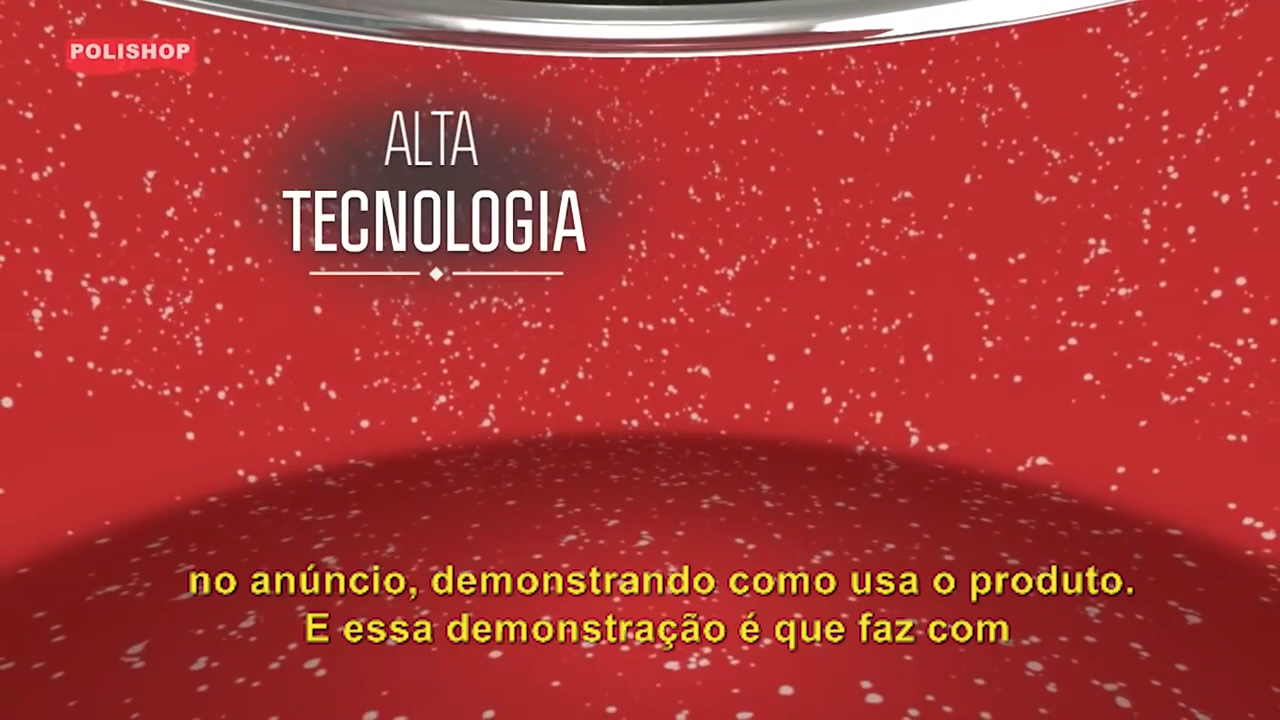 POLISHOP
ALTA
TECNOLOGIA
no anúncio, demonstrando como usa o produto.
E essa demonstração é que faz com